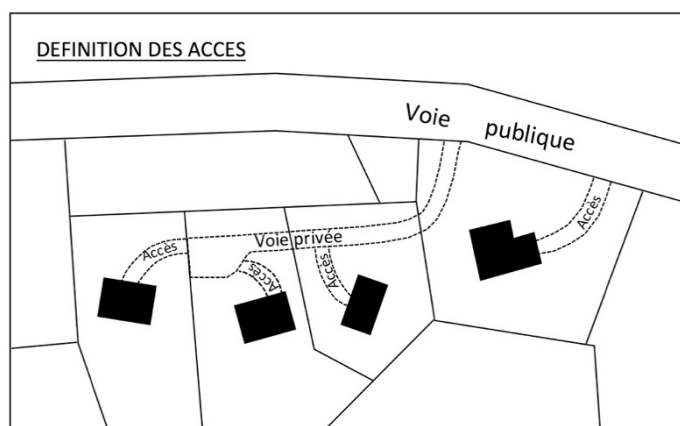 DEFINITION DES ACCES
Voie publique
Accès
Voie privée
Accès
Accès
Accès